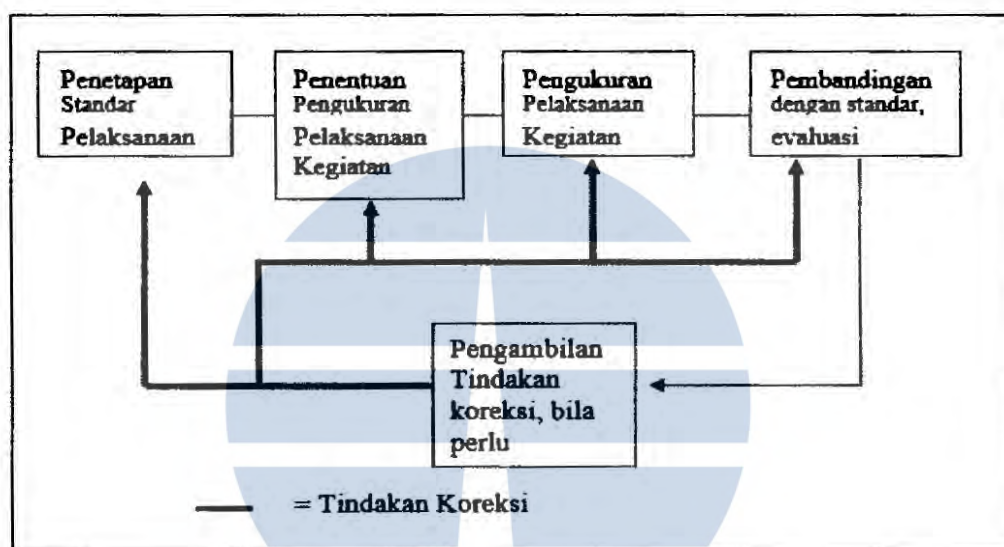 Penetapan
Standar
Pelaksanaan
Penentuan
Pengukuran
Pelaksanaan
Kegiatan
Pengukuran
Pelaksanaan
Kegiatan
Pembandingan
dengan standar,
evaluasi
Pengambilan
Tindakan
koreksi, bila
perlu
= Tindakan Koreksi